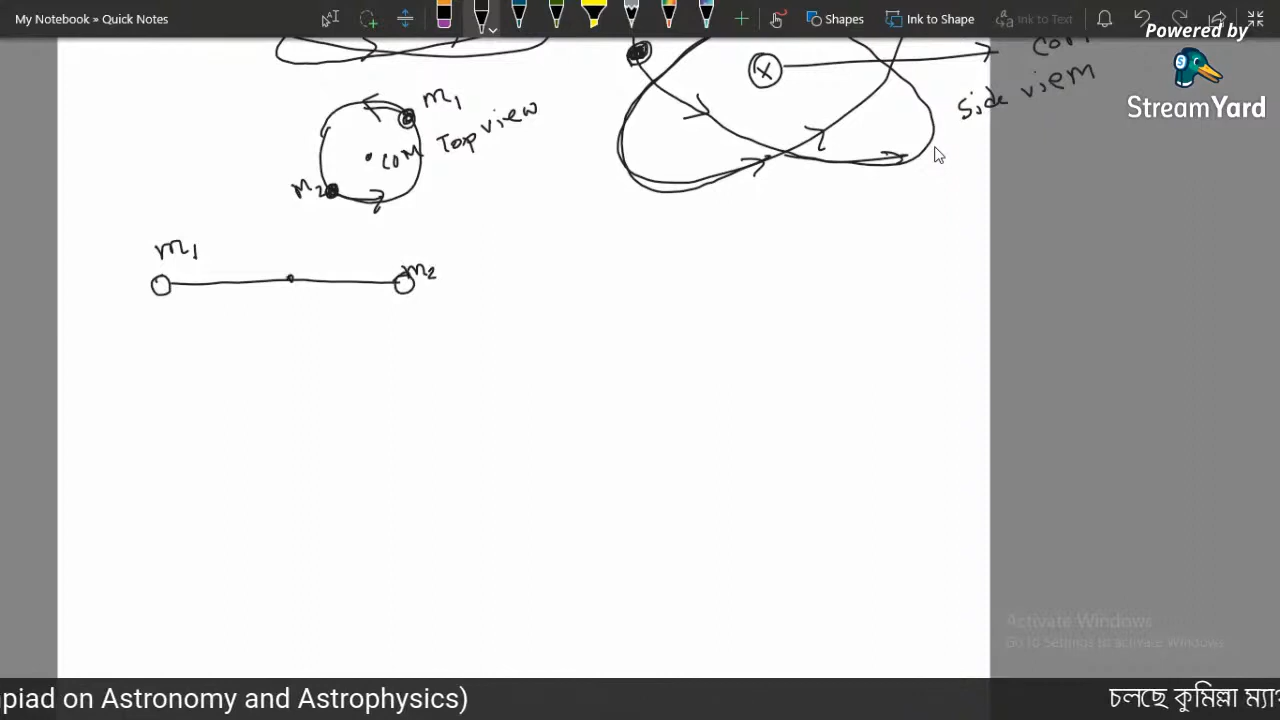 My Notebook » Quick Notes
Shapes
Ink to Shape
Ink to Text
Powered by
StreamYard
Side view
m1
Top view
COM
m2
m1
m2
Activate Windows
Go to Settings to activate Windows.
piad on Astronomy and Astrophysics)
চলছে কুমিল্লা ম্যা